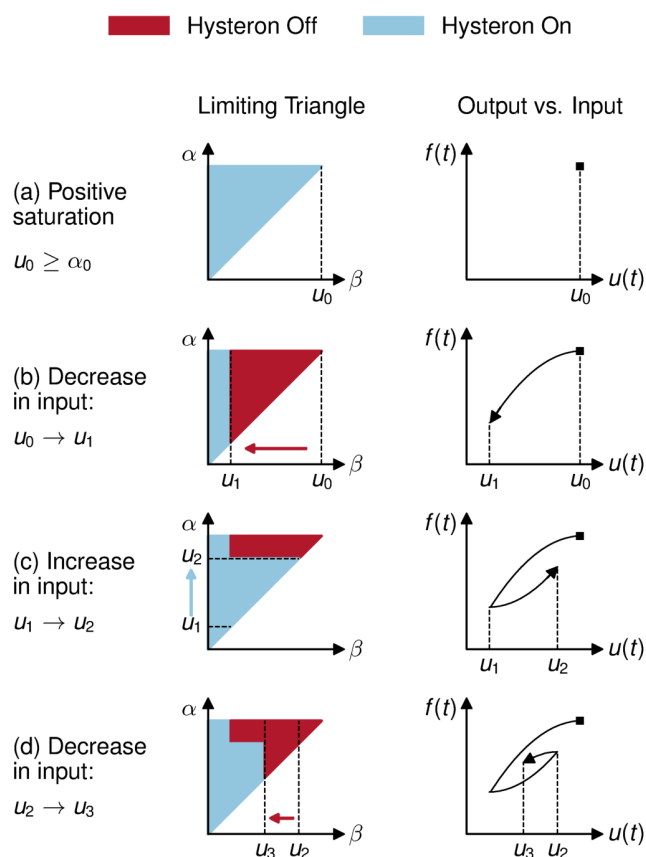 Hysteron Off
Hysteron On
Limiting Triangle
Output vs. Input
(a) Positive
saturation
u₀ ≥ α₀
α
β
u₀
f(t)
u(t)
u₀
(b) Decrease
in input:
u₀ → u₁
α
β
u₁
u₀
f(t)
u(t)
u₁
u₀
(c) Increase
in input:
u₁ → u₂
α
u₂
u₁
β
f(t)
u(t)
u₁
u₂
(d) Decrease
in input:
u₂ → u₃
α
β
u₃
u₂
f(t)
u(t)
u₃
u₂